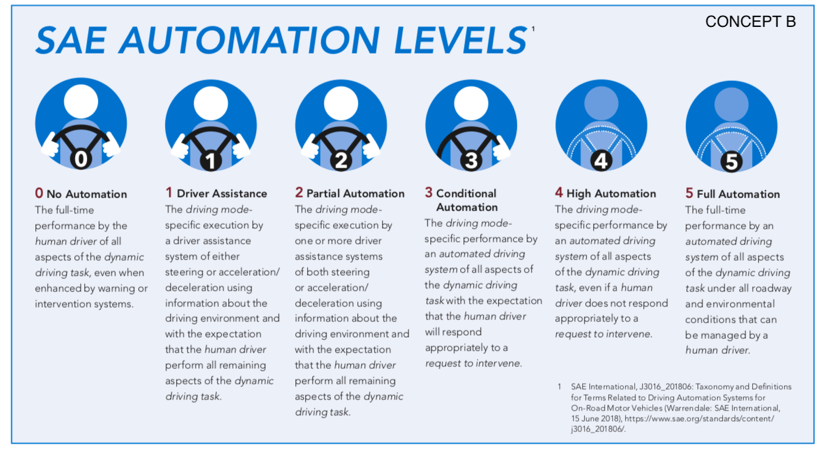 CONCEPT B
SAE AUTOMATION LEVELS1
0
1
2
3
4
5
0 No Automation
The full-time
performance by the
human driver of all
aspects of the dynamic
driving task, even when
enhanced by warning or
intervention systems.
1 Driver Assistance
The driving mode-
specific execution by
a driver assistance
system of either
steering or acceleration/
deceleration using
information about the
driving environment and
with the expectation
that the human driver
perform all remaining
aspects of the dynamic
driving task.
2 Partial Automation
The driving mode-
specific execution by
one or more driver
assistance systems
of both steering
or acceleration/
deceleration using
information about the
driving environment and
with the expectation
that the human driver
perform all remaining
aspects of the dynamic
driving task.
3 Conditional
Automation
The driving mode-
specific performance by
an automated driving
system of all aspects of
the dynamic driving
task with the expectation
that the human driver
will respond
appropriately to a
request to intervene.
4 High Automation
The driving mode-
specific performance by
an automated driving
system of all aspects
of the dynamic driving
task, even if a human
driver does not respond
appropriately to a
request to intervene.
5 Full Automation
The full-time
performance by an
automated driving
system of all aspects
of the dynamic driving
task under all roadway
and environmental
conditions that can
be managed by a
human driver.
1 SAE International, J3016_201806: Taxonomy and Definitions
for Terms Related to Driving Automation Systems for
On-Road Motor Vehicles (Warrendale: SAE International,
15 June 2018), https://www.sae.org/standards/content/
j3016_201806/.